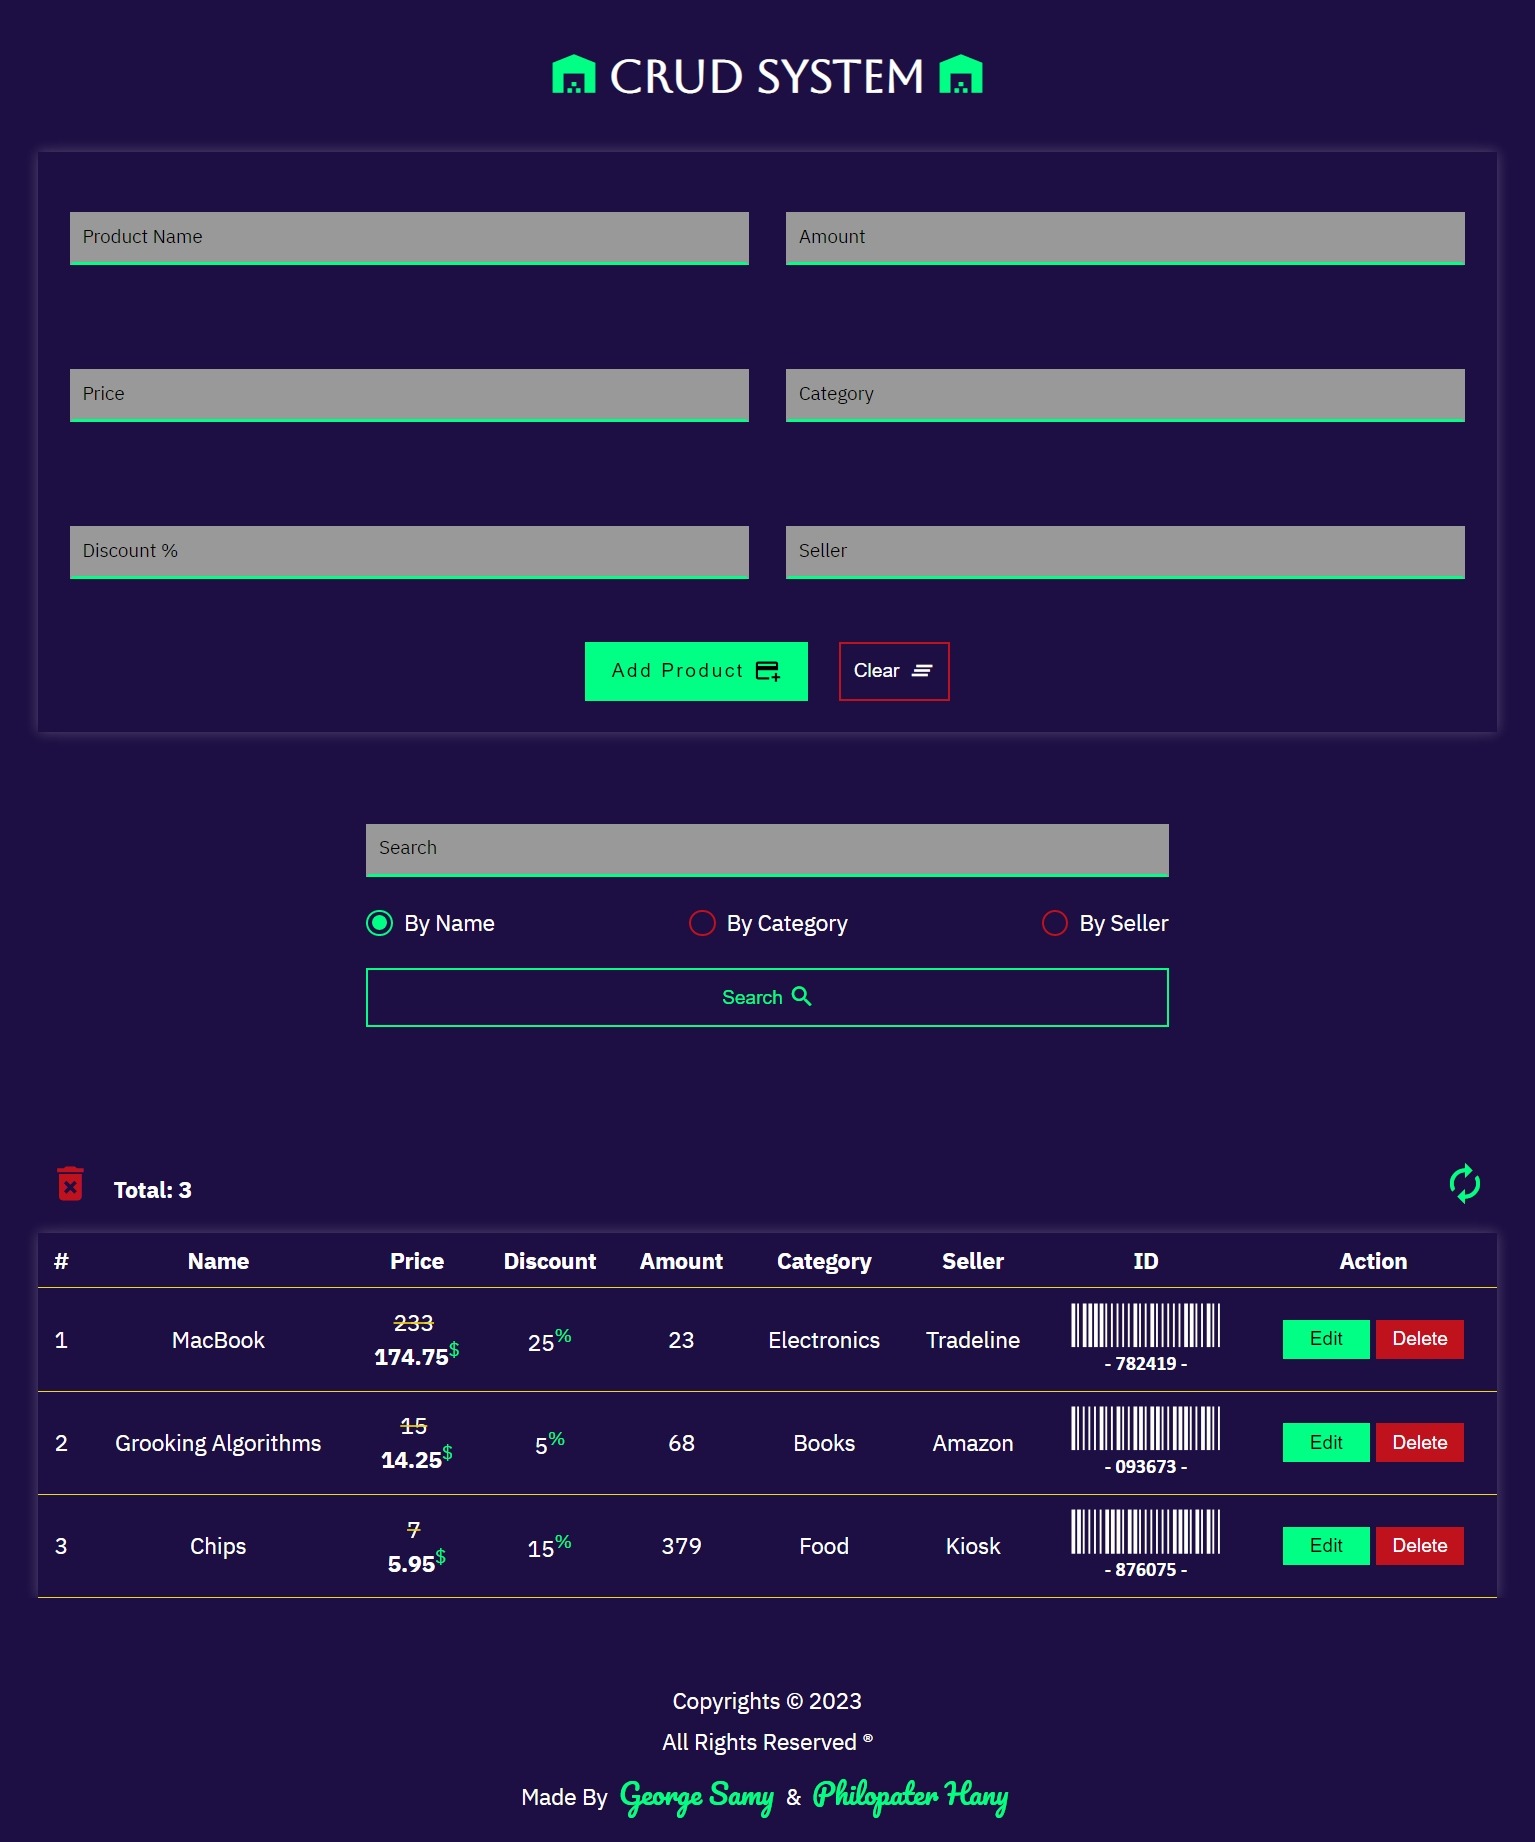 CRUD SYSTEM
Product Name
Amount
Price
Category
Discount %
Seller
Add Product
Clear
Search
By Name
By Category
By Seller
Search
Total: 3
# Name Price Discount Amount Category Seller ID Action
1 MacBook 233 174.75$ 25% 23 Electronics Tradeline - 782419 - Edit Delete
2 Grooking Algorithms 15 14.25$ 5% 68 Books Amazon - 093673 - Edit Delete
3 Chips 7 5.95$ 15% 379 Food Kiosk - 876075 - Edit Delete
Copyrights © 2023
All Rights Reserved ®
Made By George Samy & Philopater Hany